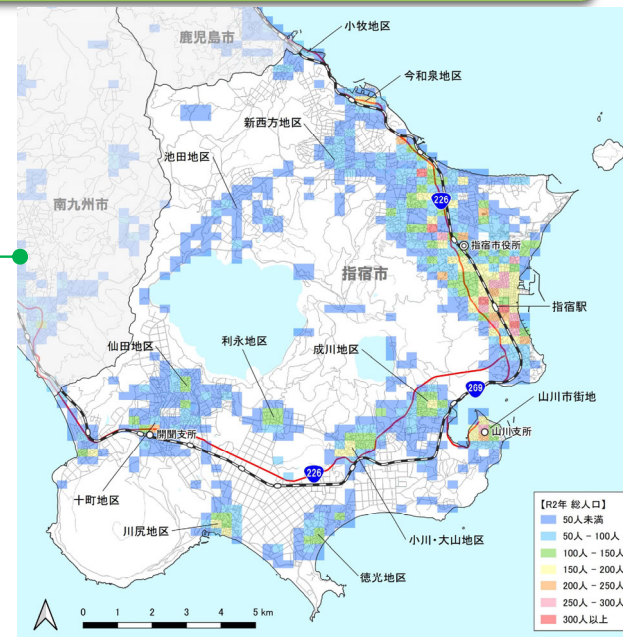 鹿児島市
小牧地区
今和泉地区
新西方地区
池田地区
南九州市
226
指宿市役所
指宿市
指宿駅
仙田地区
利永地区
成川地区
269
山川市街地
開聞支所
山川支所
226
十町地区
川尻地区
小川・大山地区
徳光地区
0 1 2 3 4 5 km
【R2年 総人口】
50人未満
50人 - 100人
100人 - 150人
150人 - 200人
200人 - 250人
250人 - 300人
300人以上